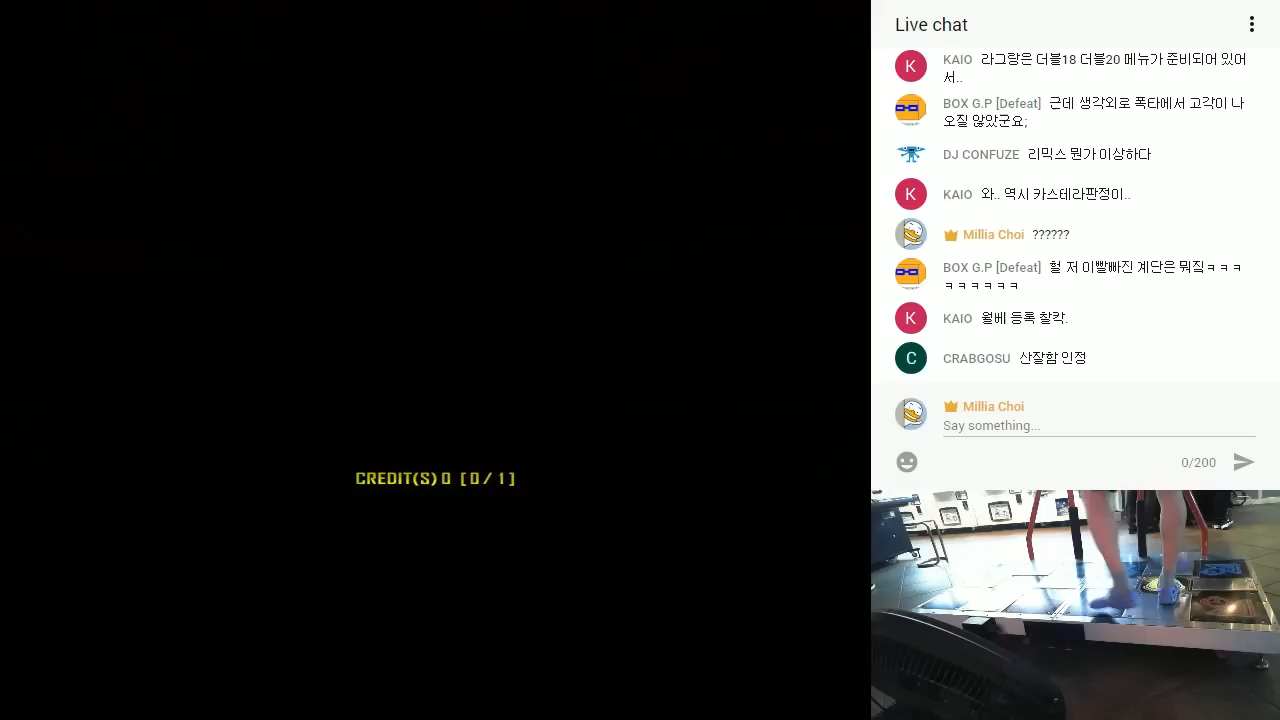 Live chat
KAIO 라그랑은 더블18 더블20 메뉴가 준비되어 있어
서..
BOX G.P [Defeat] 근데 생각외로 폭타에서 고각이 나
오질 않았군요;
DJ CONFUZE 리믹스 뭔가 이상하다
K
KAIO 와.. 역시 카스테라판정이..
Millia Choi ??????
BOX G.P [Defeat] 헐 저 이빨빠진 계단은 뭐짘ㅋㅋㅋ
ㅋㅋㅋㅋㅋㅋ
K
KAIO 월베 등록 찰칵.
C
CRABGOSU 산잘함 인정
Millia Choi
Say something...
0/200
CREDIT(S) 0 [ 0 / 1 ]